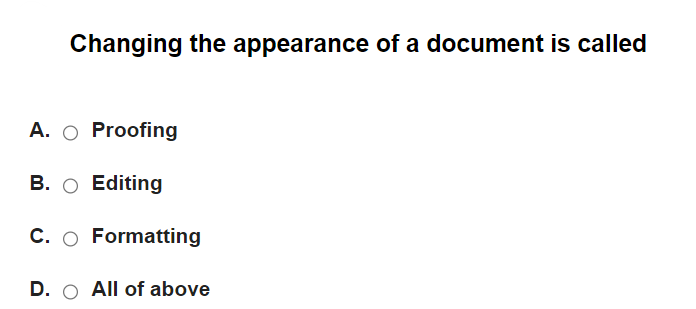 Changing the appearance of a document is called
A. Proofing
B. Editing
C. Formatting
D. All of above